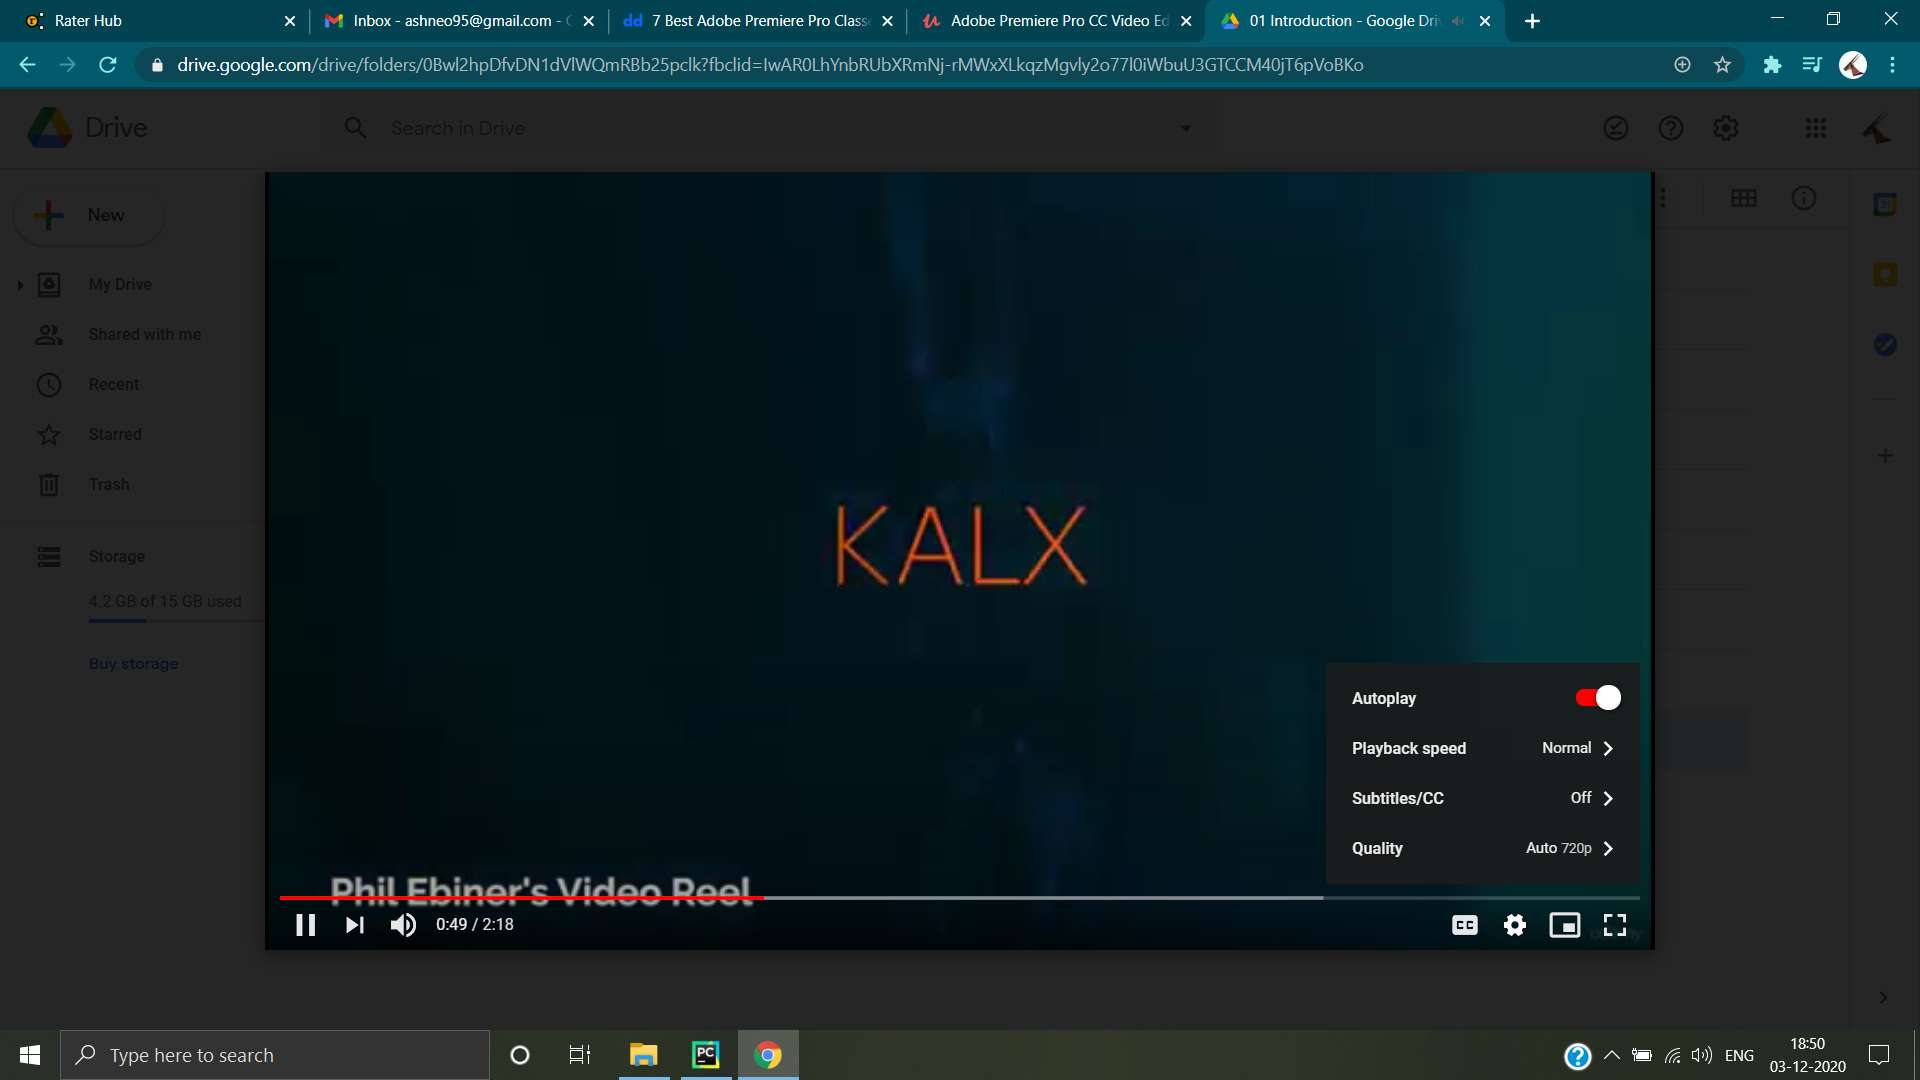 Rater Hub
Inbox - ashneo95@gmail.com -
dd 7 Best Adobe Premiere Pro Class
Adobe Premiere Pro CC Video Ed
01 Introduction - Google Dri
drive.google.com/drive/folders/0Bwl2hpDfvDN1dVlWQmRBb25pclk?fbclid=IwAR0LhYnbRUbXRmNj-rMWxXLkqzMgvly2o77l0iWbuU3GTCCM40jT6pVoBKo
Drive
Search in Drive
New
My Drive
Shared with me
Recent
Starred
Trash
Storage
4.2 GB of 15 GB used
Buy storage
KALX
Autoplay
Playback speed Normal
Subtitles/CC Off
Quality Auto 720p
Phil Ebiner's Video Reel
0:49 / 2:18
CC
Type here to search
PC
ENG
18:50
03-12-2020